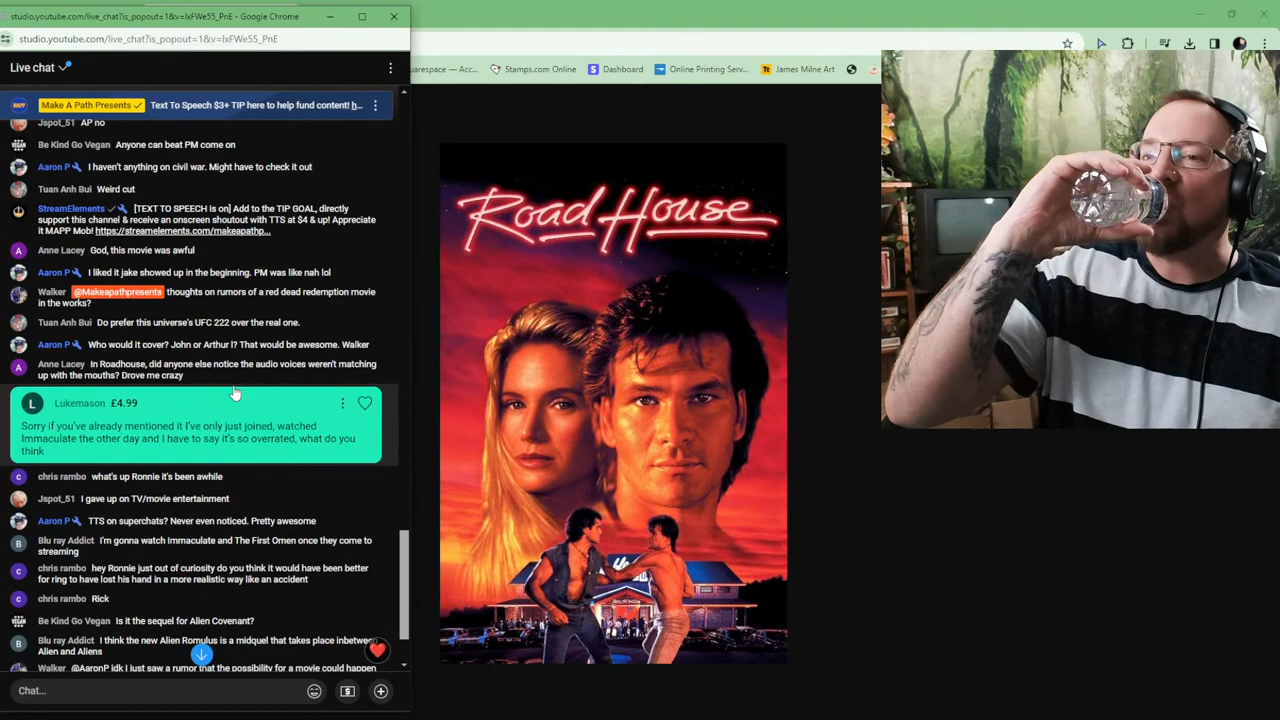 studio.youtube.com/live_chat?is_popout=1&v=IxFWe55_PnE - Google Chrome
studio.youtube.com/live_chat?is_popout=1&v=IxFWe55_PnE
quarespace — Acc...
Stamps.com Online
Dashboard
Online Printing Serv...
Tt James Milne Art
Live chat
Make A Path Presents Text To Speech $3+ TIP here to help fund content! h...
Jspot_51 AP no
Be Kind Go Vegan Anyone can beat PM come on
Aaron P I haven't anything on civil war. Might have to check it out
Tuan Anh Bui Weird cut
StreamElements [TEXT TO SPEECH is on] Add to the TIP GOAL, directly
support this channel & receive an onscreen shoutout with TTS at $4 & up! Appreciate
it MAPP Mob! https://streamelements.com/makeapathp...
A Anne Lacey God, this movie was awful
Aaron P I liked it jake showed up in the beginning. PM was like nah lol
Walker @Makeapathpresents thoughts on rumors of a red dead redemption movie
in the works?
Tuan Anh Bui Do prefer this universe's UFC 222 over the real one.
Aaron P Who would it cover? John or Arthur I? That would be awesome. Walker
A Anne Lacey In Roadhouse, did anyone else notice the audio voices weren't matching
up with the mouths? Drove me crazy
L Lukemason £4.99
Sorry if you've already mentioned it I've only just joined, watched
Immaculate the other day and I have to say it's so overrated, what do you
think
c chris rambo what's up Ronnie it's been awhile
Jspot_51 I gave up on TV/movie entertainment
Aaron P TTS on superchats? Never even noticed. Pretty awesome
B Blu ray Addict I'm gonna watch Immaculate and The First Omen once they come to
streaming
c chris rambo hey Ronnie just out of curiosity do you think it would have been better
for ring to have lost his hand in a more realistic way like an accident
c chris rambo Rick
Be Kind Go Vegan Is it the sequel for Alien Covenant?
B Blu ray Addict I think the new Alien Romulus is a midquel that takes place inbetween
Alien and Aliens
Walker @AaronP idk I just saw a rumor that the possibility for a movie could happen
Chat...
Road House